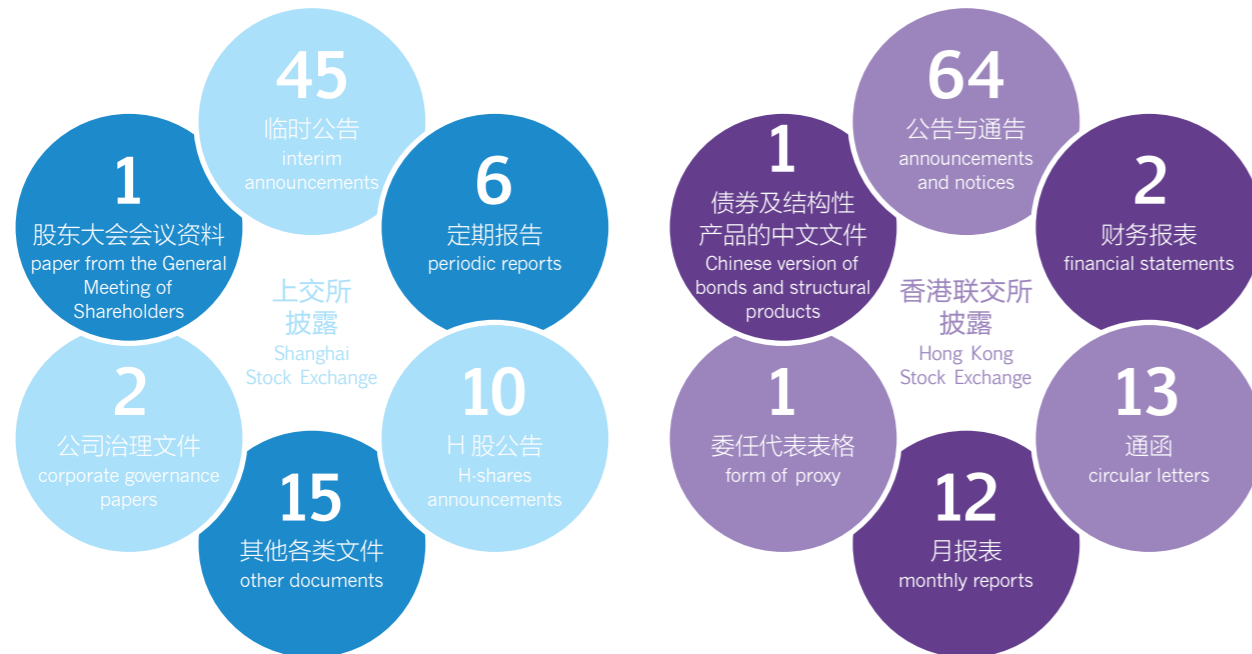 45
临时公告
interim
announcements
1
股东大会会议资料
paper from the General
Meeting of
Shareholders
6
定期报告
periodic reports
上交所
披露
Shanghai
Stock Exchange
2
公司治理文件
corporate governance
papers
10
H 股公告
H-shares
announcements
15
其他各类文件
other documents
64
公告与通告
announcements
and notices
1
债券及结构性
产品的中文文件
Chinese version of
bonds and structural
products
2
财务报表
financial statements
香港联交所
披露
Hong Kong
Stock Exchange
1
委任代表表格
form of proxy
13
通函
circular letters
12
月报表
monthly reports